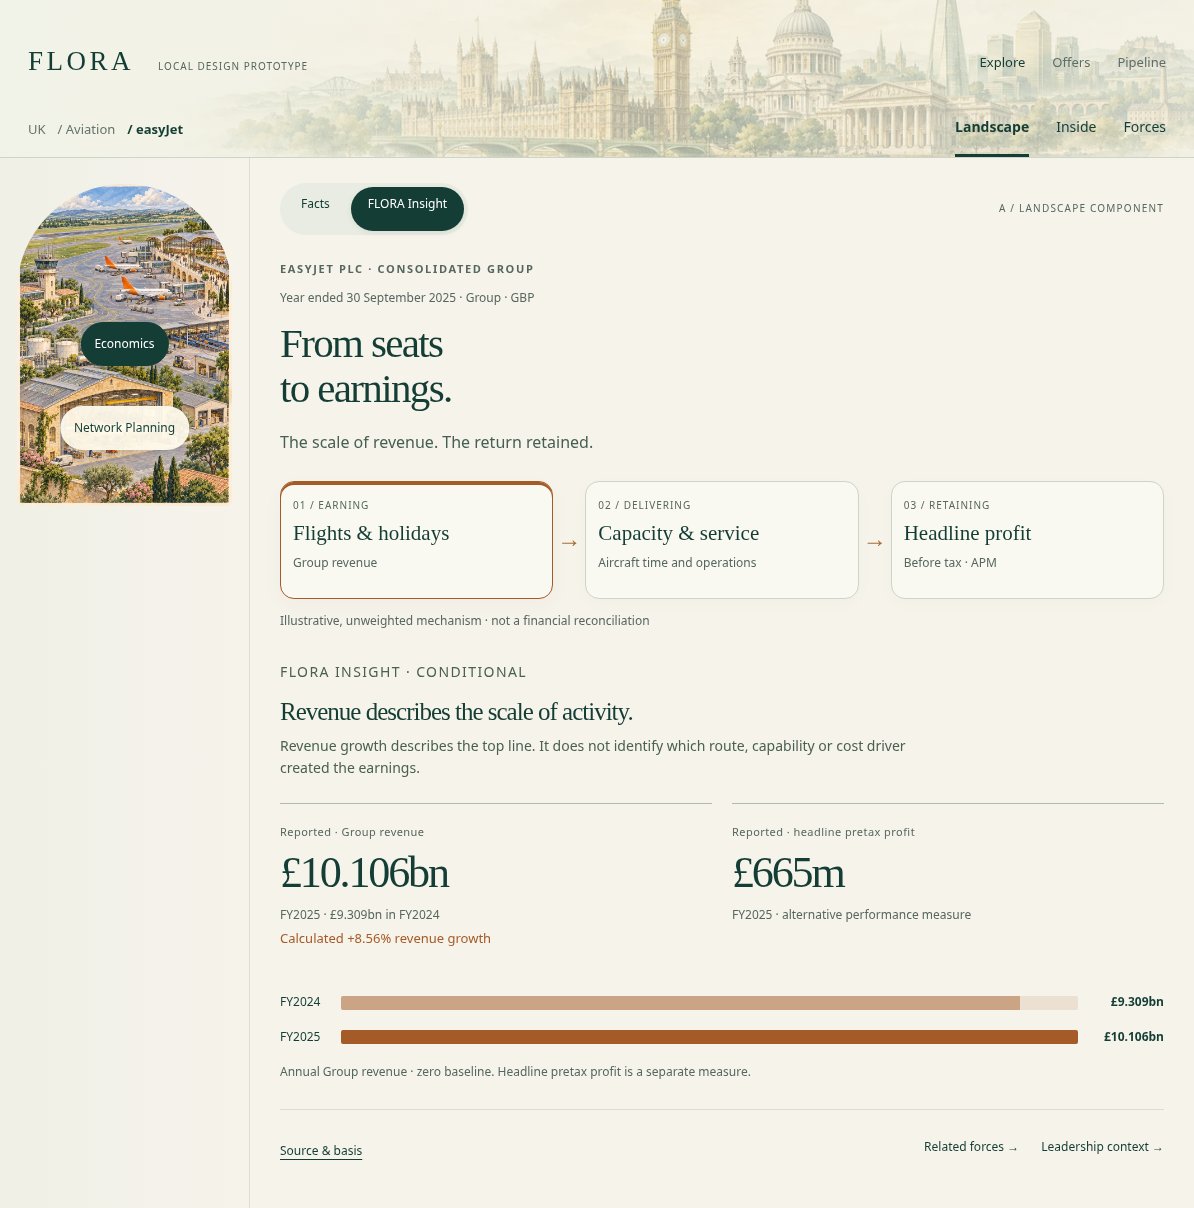 FLORA
LOCAL DESIGN PROTOTYPE
Explore Offers Pipeline
UK / Aviation / easyJet
Landscape Inside Forces
Facts FLORA Insight
A / LANDSCAPE COMPONENT
Economics
Network Planning
EASYJET PLC · CONSOLIDATED GROUP
Year ended 30 September 2025 · Group · GBP
From seats
to earnings.
The scale of revenue. The return retained.
01 / EARNING
Flights & holidays
Group revenue
→
02 / DELIVERING
Capacity & service
Aircraft time and operations
→
03 / RETAINING
Headline profit
Before tax · APM
Illustrative, unweighted mechanism · not a financial reconciliation
FLORA INSIGHT · CONDITIONAL
Revenue describes the scale of activity.
Revenue growth describes the top line. It does not identify which route, capability or cost driver
created the earnings.
Reported · Group revenue
£10.106bn
FY2025 · £9.309bn in FY2024
Calculated +8.56% revenue growth
Reported · headline pretax profit
£665m
FY2025 · alternative performance measure
FY2024 £9.309bn
FY2025 £10.106bn
Annual Group revenue · zero baseline. Headline pretax profit is a separate measure.
Source & basis
Related forces → Leadership context →